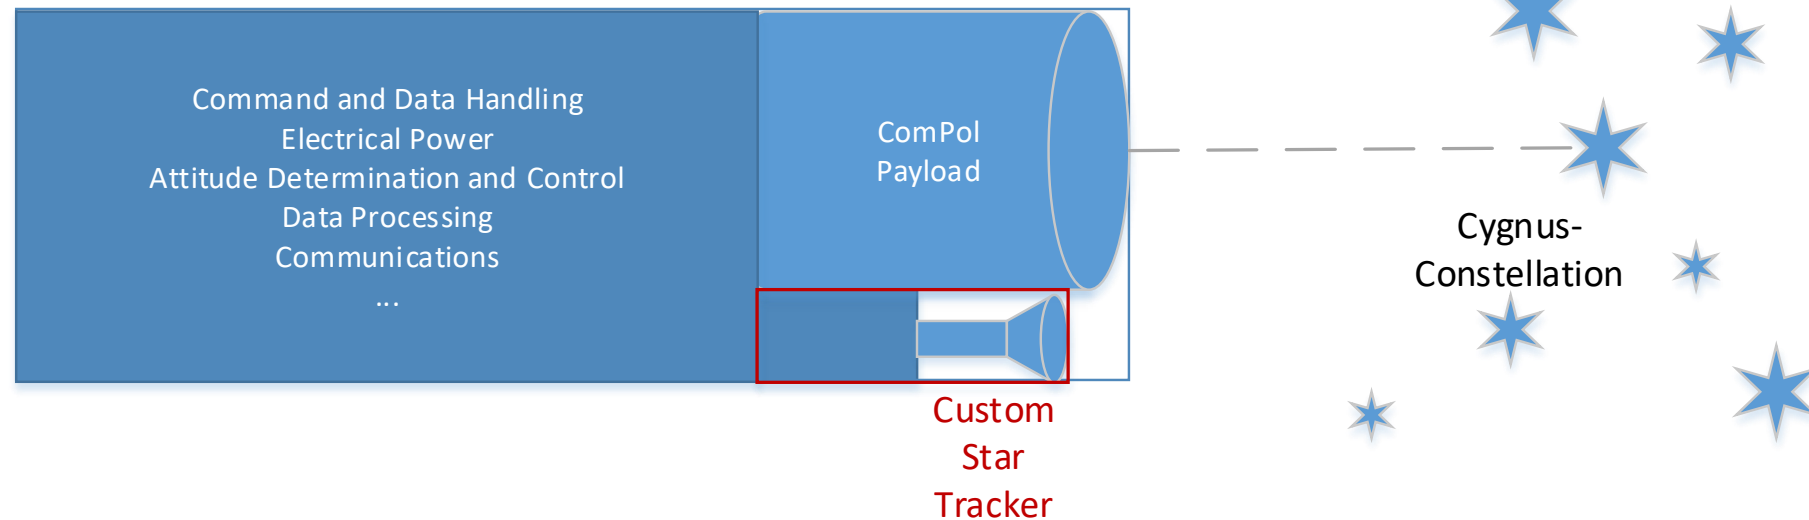 Command and Data Handling
Electrical Power
Attitude Determination and Control
Data Processing
Communications
...
ComPol
Payload
Cygnus-
Constellation
Custom
Star
Tracker